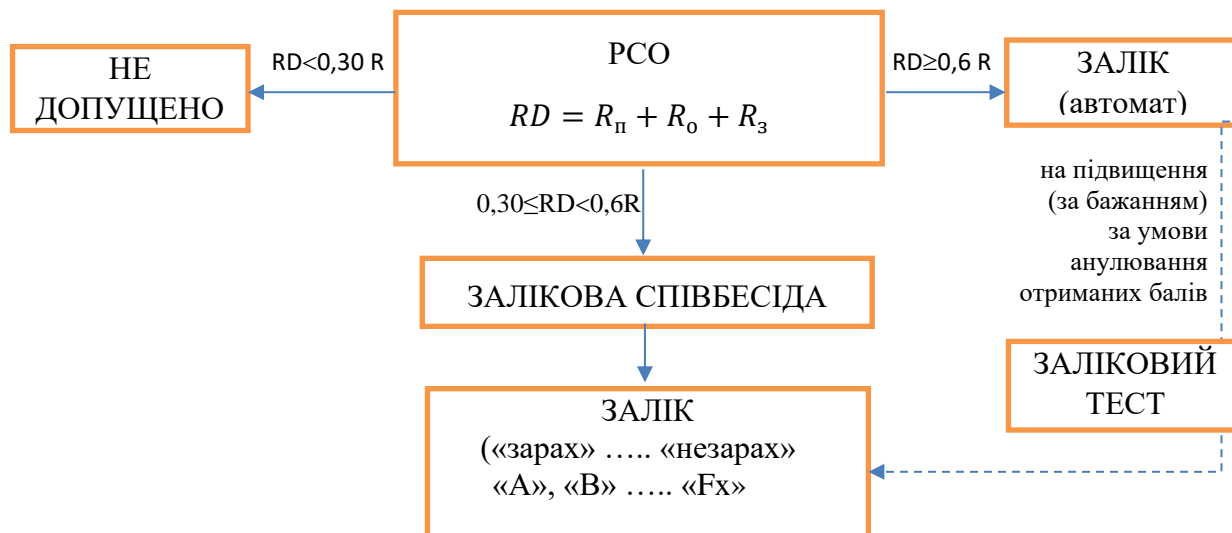 НЕ
ДОПУЩЕНО
RD<0,30 R
РСО
RD = Rп + Rо + Rз
RD≥0,6 R
ЗАЛІК
(автомат)
на підвищення
(за бажанням)
за умови
анулювання
отриманих балів
0,30≤RD<0,6R
ЗАЛІКОВА СПІВБЕСІДА
ЗАЛІКОВИЙ
ТЕСТ
ЗАЛІК
(«зарах» ….. «незарах»
«А», «В» ….. «Fx»